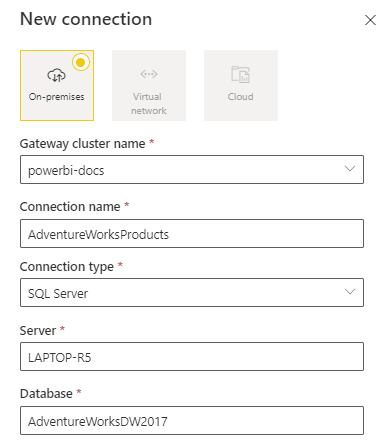 New connection
On-premises
Virtual
network
Cloud
Gateway cluster name *
powerbi-docs
Connection name *
AdventureWorksProducts
Connection type *
SQL Server
Server *
LAPTOP-R5
Database *
AdventureWorksDW2017